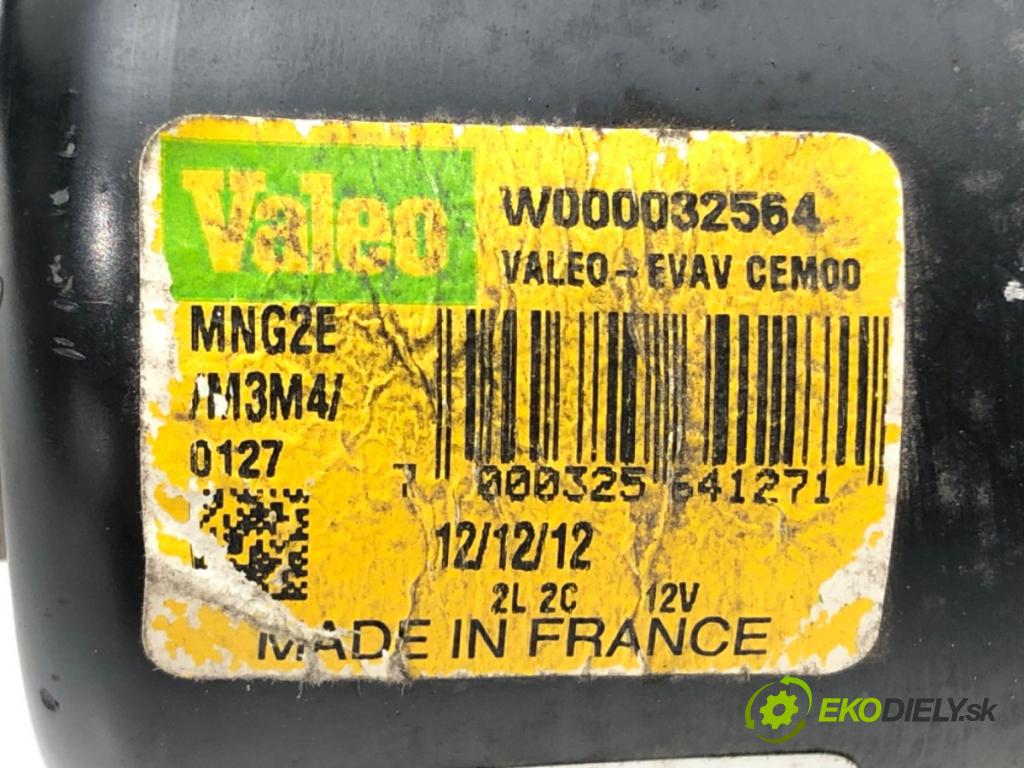 Valeo
W000032564
VALEO-EVAV CEM00
MNG2E
/M3M4/
0127
7 000325 641271
12/12/12
2L 2C 12V
MADE IN FRANCE
EKODIELY.sk